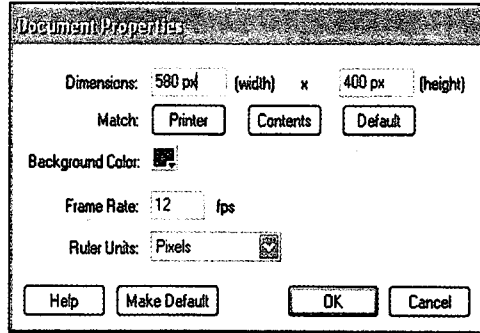 Document Properties
Dimensions: 580 px (width) x 400 px (height)
Match: Printer Contents Default
Background Color:
Frame Rate: 12 fps
Ruler Units: Pixels
Help Make Default OK Cancel